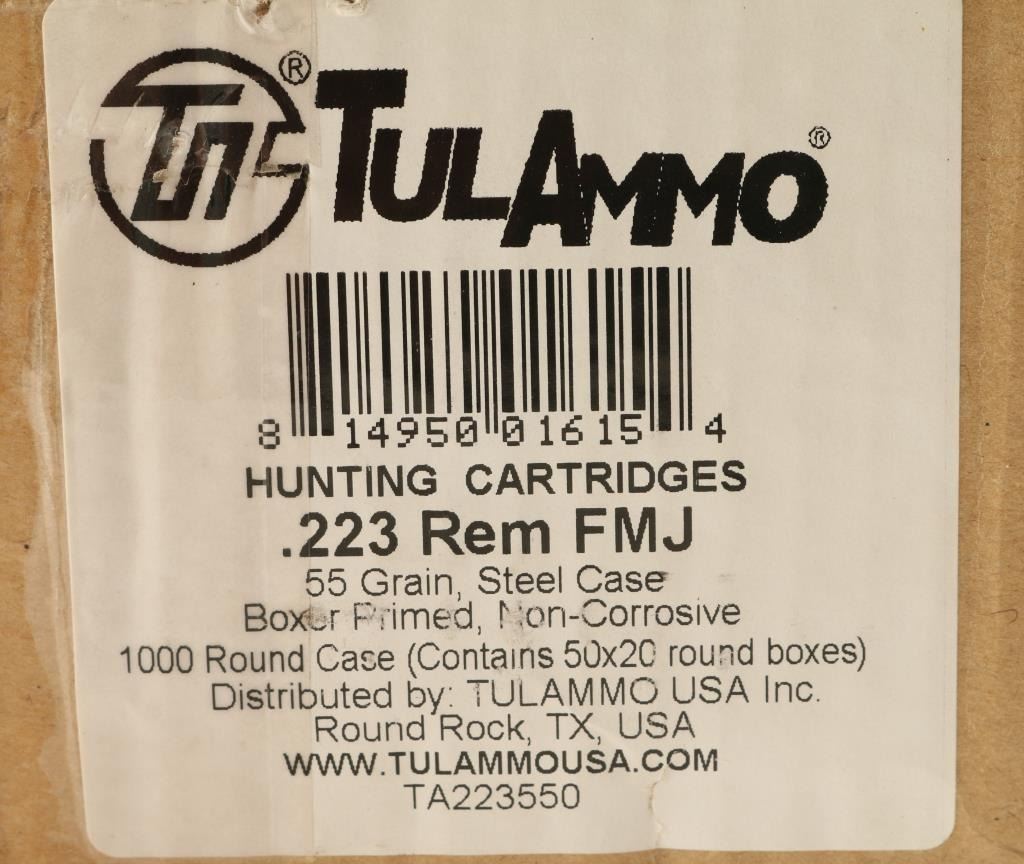 ® TULAMMO ®
8 14950 01615 4
HUNTING CARTRIDGES
.223 Rem FMJ
55 Grain, Steel Case
Boxer Primed, Non-Corrosive
1000 Round Case (Contains 50x20 round boxes)
Distributed by: TULAMMO USA Inc.
Round Rock, TX, USA
WWW.TULAMMOUSA.COM
TA223550